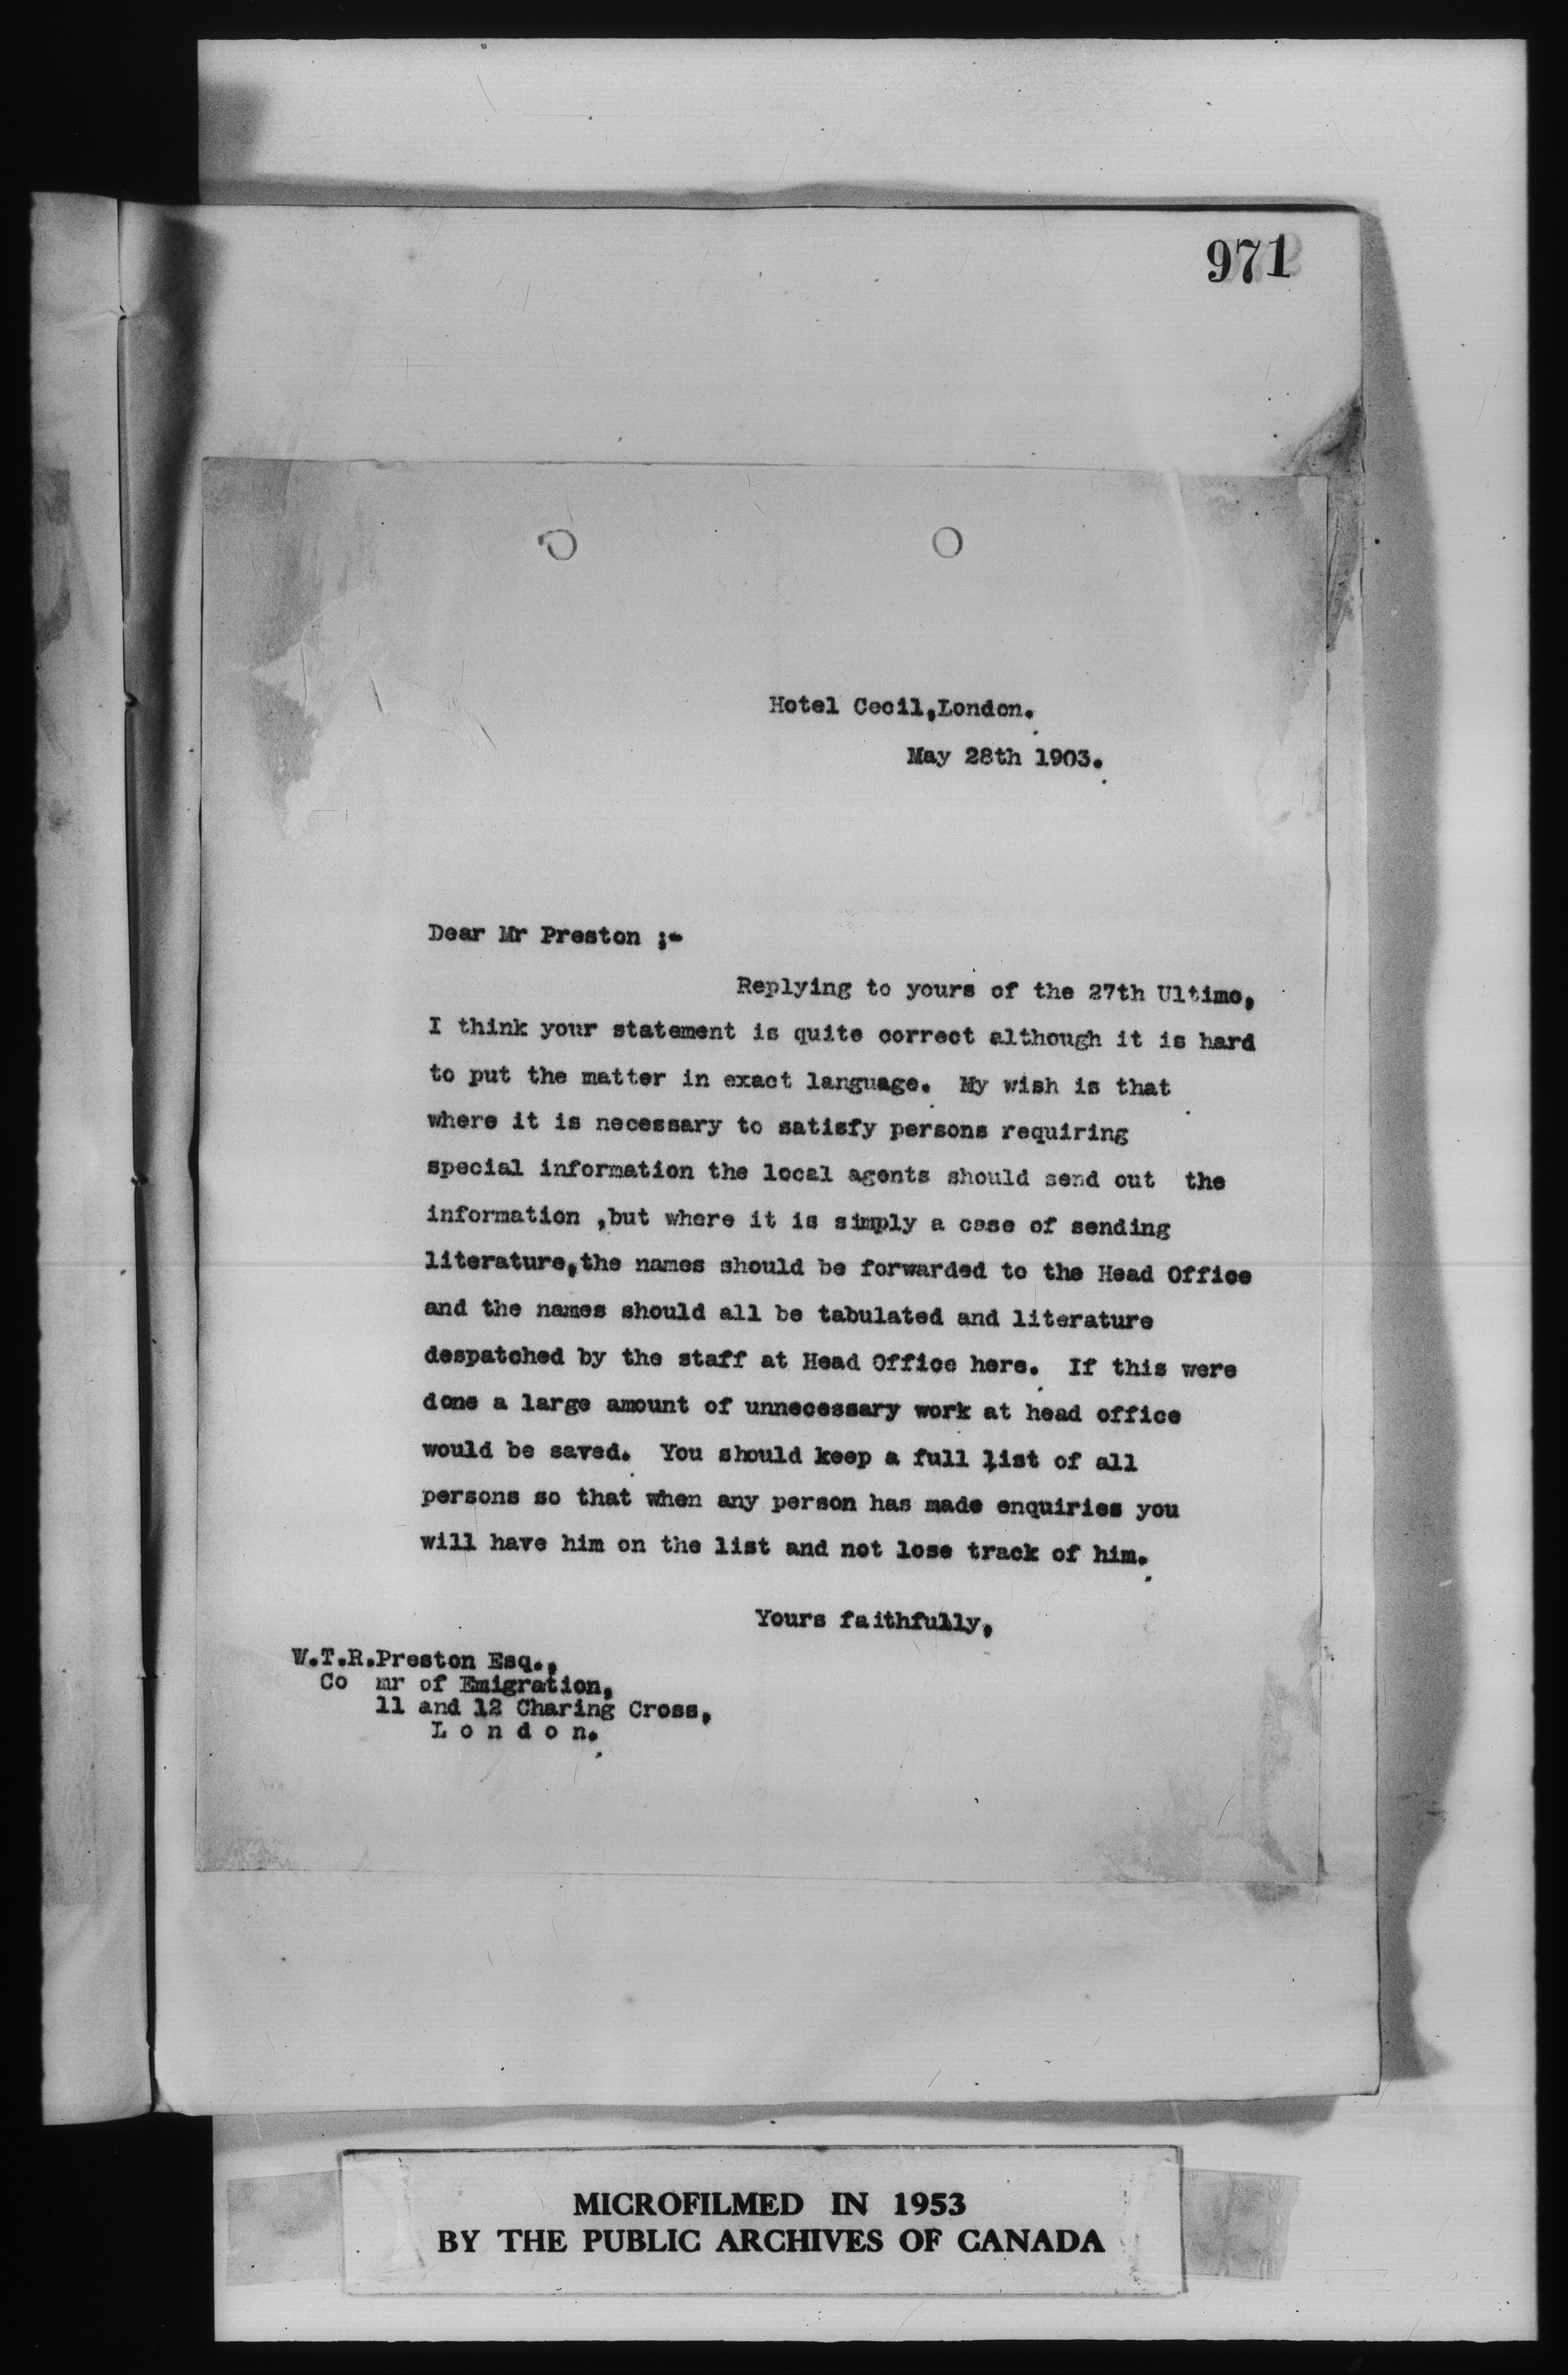 971
Hotel Cecil,London.
May 28th 1903.
Dear Mr Preston ;-
Replying to yours of the 27th Ultimo,
I think your statement is quite correct although it is hard
to put the matter in exact language. My wish is that
where it is necessary to satisfy persons requiring
special information the local agents should send out the
information ,but where it is simply a case of sending
literature,the names should be forwarded to the Head Office
and the names should all be tabulated and literature
despatched by the staff at Head Office here. If this were
done a large amount of unnecessary work at head office
would be saved. You should keep a full list of all
persons so that when any person has made enquiries you
will have him on the list and not lose track of him.
Yours faithfully,
W.T.R.Preston Esq.,
Co mr of Emigration,
11 and 12 Charing Cross,
L o n d o n.
MICROFILMED IN 1953
BY THE PUBLIC ARCHIVES OF CANADA